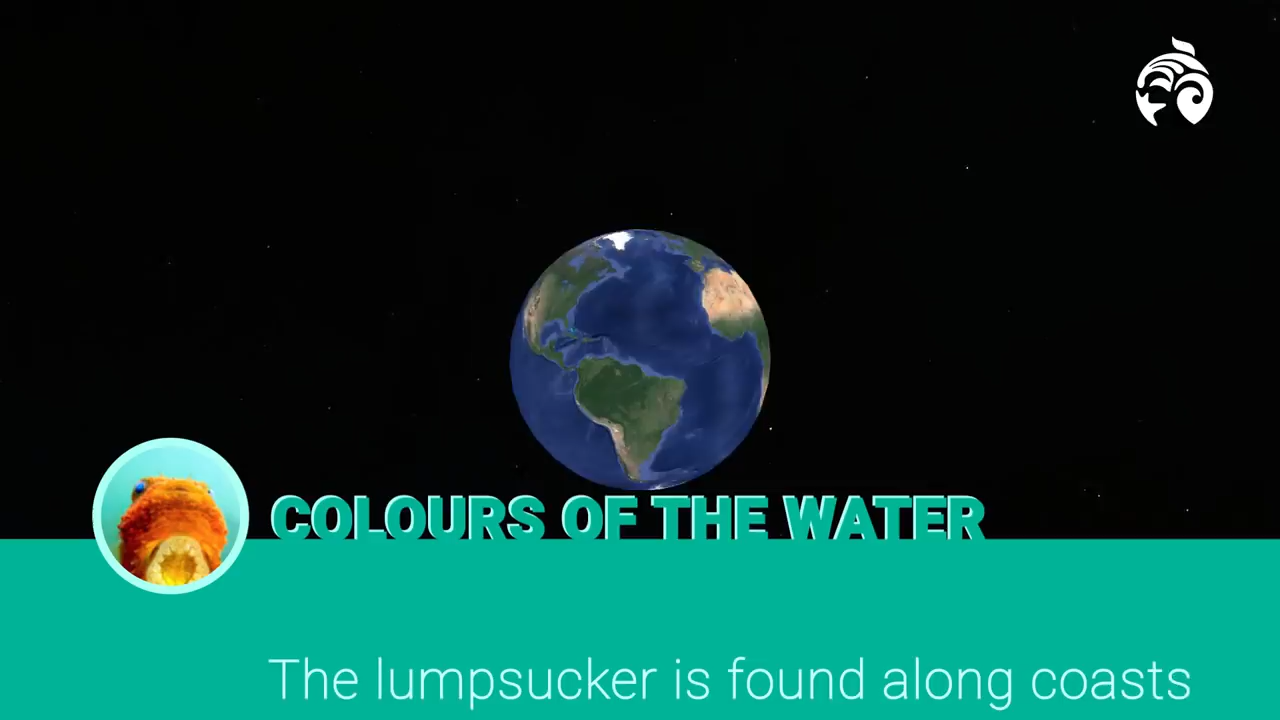 COLOURS OF THE WATER
The lumpsucker is found along coasts